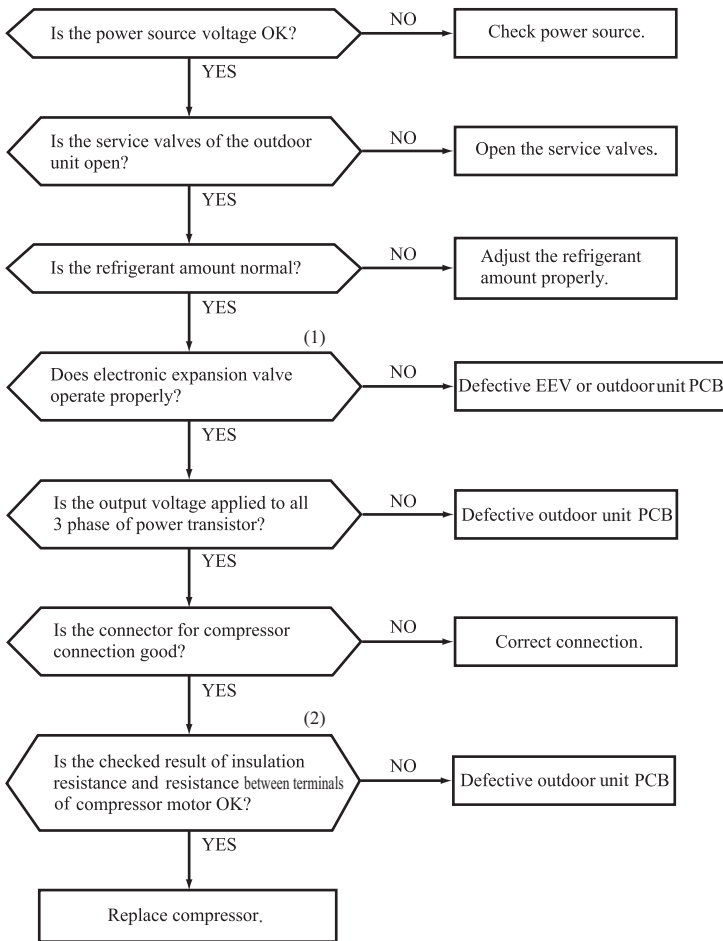 Is the power source voltage OK?
NO
Check power source.
YES
Is the service valves of the outdoor
unit open?
NO
Open the service valves.
YES
Is the refrigerant amount normal?
NO
Adjust the refrigerant
amount properly.
YES
(1)
Does electronic expansion valve
operate properly?
NO
Defective EEV or outdoor unit PCB
YES
Is the output voltage applied to all
3 phase of power transistor?
NO
Defective outdoor unit PCB
YES
Is the connector for compressor
connection good?
NO
Correct connection.
YES
(2)
Is the checked result of insulation
resistance and resistance between terminals
of compressor motor OK?
NO
Defective outdoor unit PCB
YES
Replace compressor.